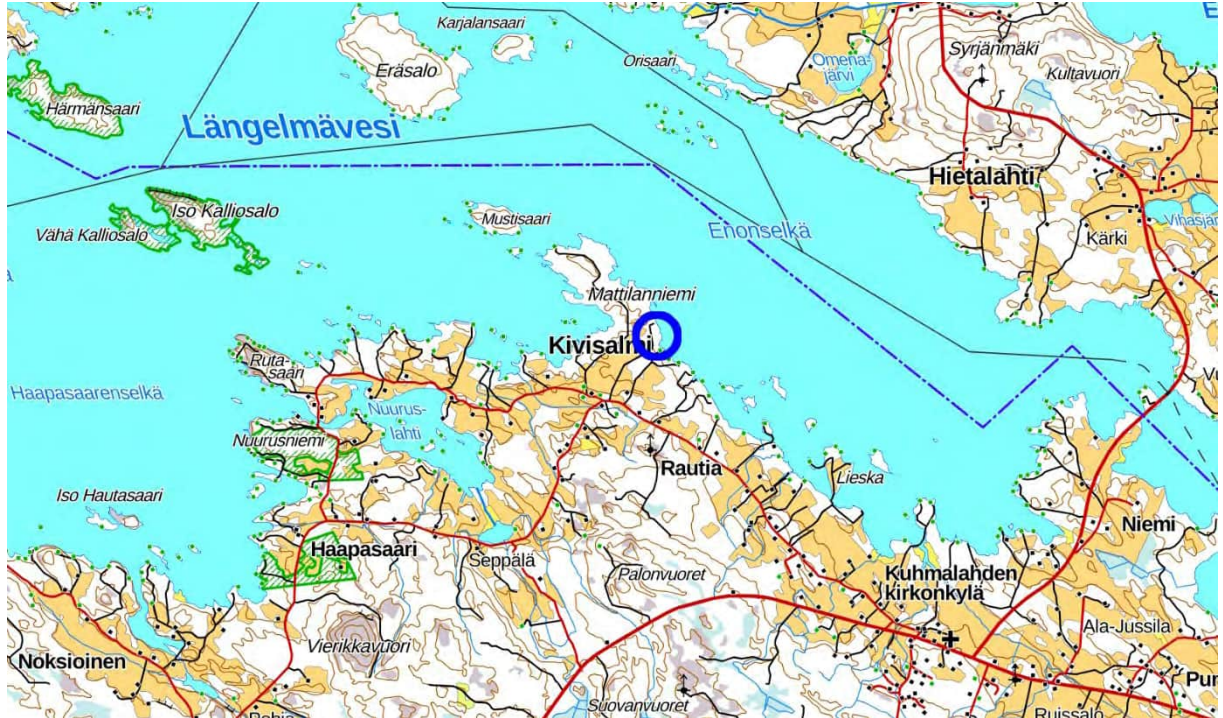 Karjalansaari
Eräsalo
Orisaari
Omena-
järvi
Syrjänmäki
Kultavuori
Härmänsaari
Längelmävesi
Hietalahti
Iso Kalliosalo
Vähä Kalliosalo
Mustisaari
Enonselkä
Kärki
Mattilanniemi
Kivisalmi
Ruta-
saari
Haapasaarenselkä
Nuurus-
lahti
Nuurusniemi
Rautia
Lieska
Iso Hautasaari
Niemi
Haapasaari
Seppälä
Palonvuoret
Kuhmalahden
kirkonkylä
Ala-Jussila
Vierikkavuori
Noksioinen
Suovanvuoret